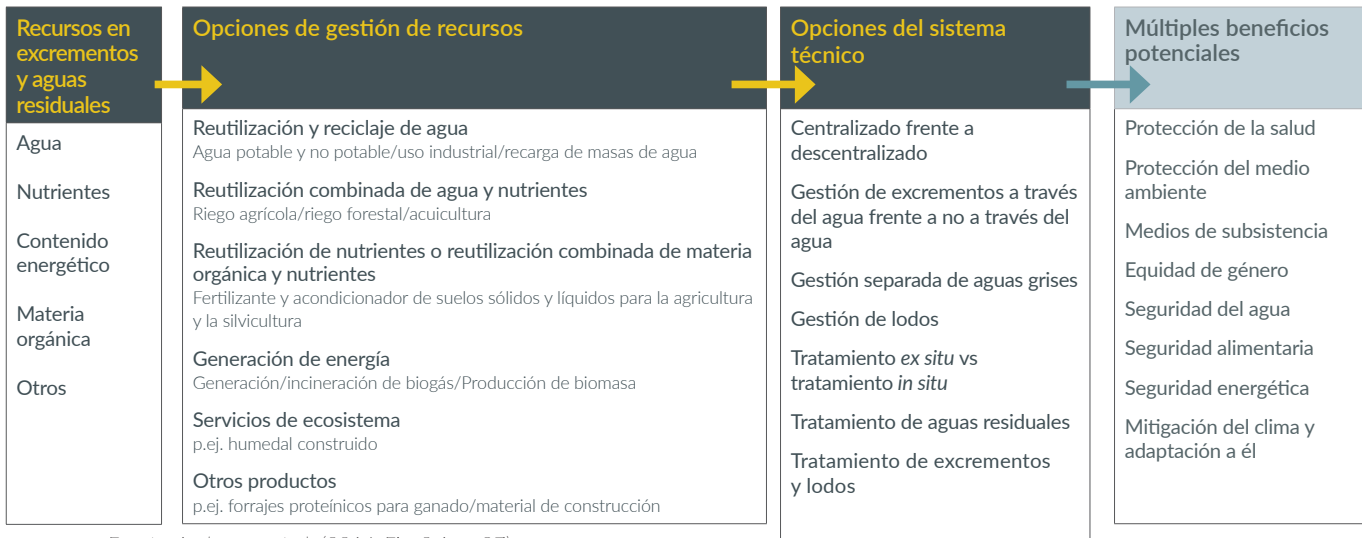 Recursos en
excrementos
y aguas
residuales
Agua
Nutrientes
Contenido
energético
Materia
orgánica
Otros
Opciones de gestión de recursos
Reutilización y reciclaje de agua
Agua potable y no potable/uso industrial/recarga de masas de agua
Reutilización combinada de agua y nutrientes
Riego agrícola/riego forestal/acuicultura
Reutilización de nutrientes o reutilización combinada de materia
orgánica y nutrientes
Fertilizante y acondicionador de suelos sólidos y líquidos para la agricultura
y la silvicultura
Generación de energía
Generación/incineración de biogás/Producción de biomasa
Servicios de ecosistema
p.ej. humedal construido
Otros productos
p.ej. forrajes proteínicos para ganado/material de construcción
Opciones del sistema
técnico
Centralizado frente a
descentralizado
Gestión de excrementos a través
del agua frente a no a través del
agua
Gestión separada de aguas grises
Gestión de lodos
Tratamiento ex situ vs
tratamiento in situ
Tratamiento de aguas residuales
Tratamiento de excrementos
y lodos
Múltiples beneficios
potenciales
Protección de la salud
Protección del medio
ambiente
Medios de subsistencia
Equidad de género
Seguridad del agua
Seguridad alimentaria
Seguridad energética
Mitigación del clima y
adaptación a él